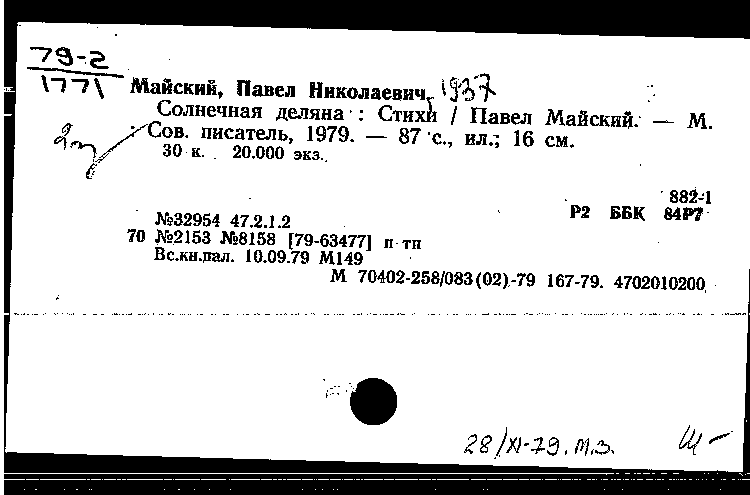 79-2
1771
Майский, Павел Николаевич, 1937
Солнечная деляна : Стихи / Павел Майский. — М.
: Сов. писатель, 1979. — 87 с., ил.; 16 см.
30 к. 20.000 экз.
882-1
Р2 ББК 84Р7
№32954 47.2.1.2
70 №2153 №8158 [79-63477] п тп
Вс.кн.пал. 10.09.79 М149
М 70402-258/083(02)-79 167-79. 4702010200
28/XI-79. М.З.